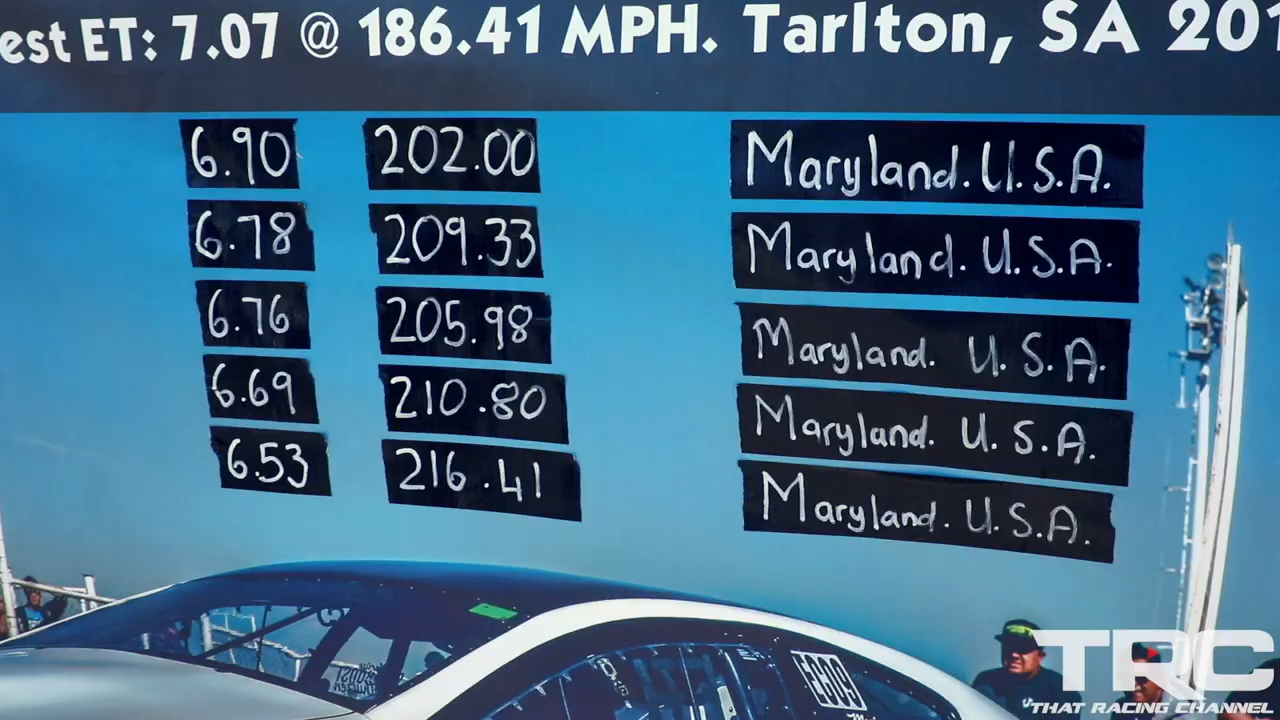 est ET: 7.07 @ 186.41 MPH. Tarlton, SA 201
6.90 202.00 Maryland. U.S.A.
6.78 209.33 Maryland. U.S.A.
6.76 205.98 Maryland. U.S.A.
6.69 210.80 Maryland. U.S.A.
6.53 216.41 Maryland. U.S.A.
EG09
TRC
THAT RACING CHANNEL